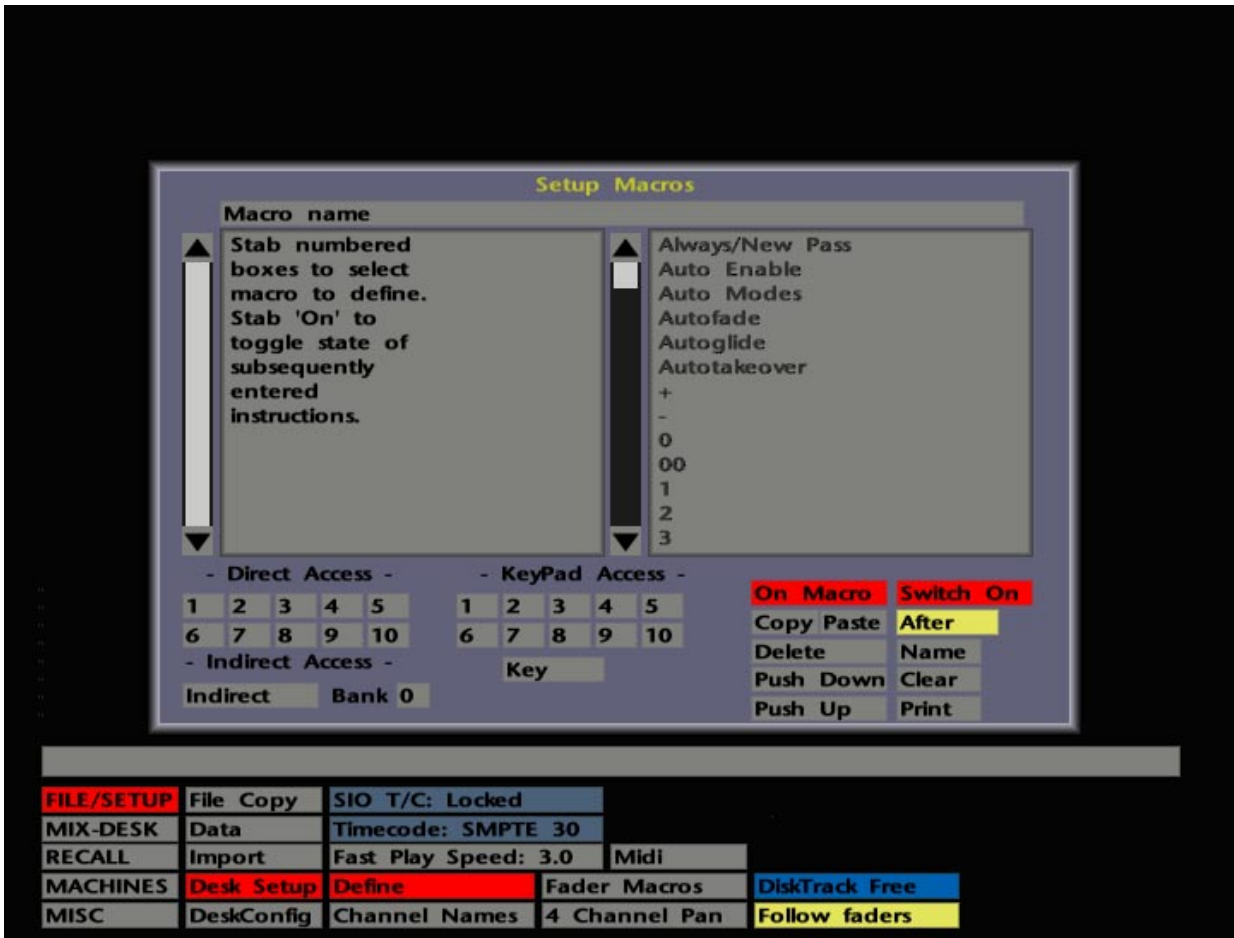 Setup Macros
Macro name
Stab numbered
boxes to select
macro to define.
Stab 'On' to
toggle state of
subsequently
entered
instructions.
Always/New Pass
Auto Enable
Auto Modes
Autofade
Autoglide
Autotakeover
+
-
0
00
1
2
3
- Direct Access -
1 2 3 4 5
6 7 8 9 10
- Indirect Access -
Indirect Bank 0
- KeyPad Access -
1 2 3 4 5
6 7 8 9 10
Key
On Macro Switch On
Copy Paste After
Delete Name
Push Down Clear
Push Up Print
FILE/SETUP File Copy SIO T/C: Locked
MIX-DESK Data Timecode: SMPTE 30
RECALL Import Fast Play Speed: 3.0 Midi
MACHINES Desk Setup Define Fader Macros DiskTrack Free
MISC DeskConfig Channel Names 4 Channel Pan Follow faders